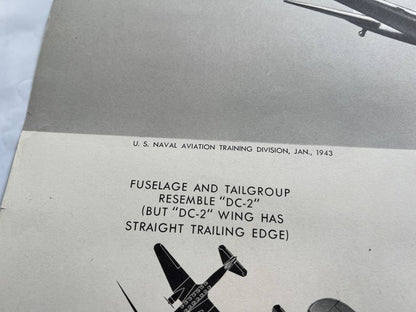 U. S. NAVAL AVIATION TRAINING DIVISION, JAN., 1943
FUSELAGE AND TAILGROUP
RESEMBLE "DC-2"
(BUT "DC-2" WING HAS
STRAIGHT TRAILING EDGE)